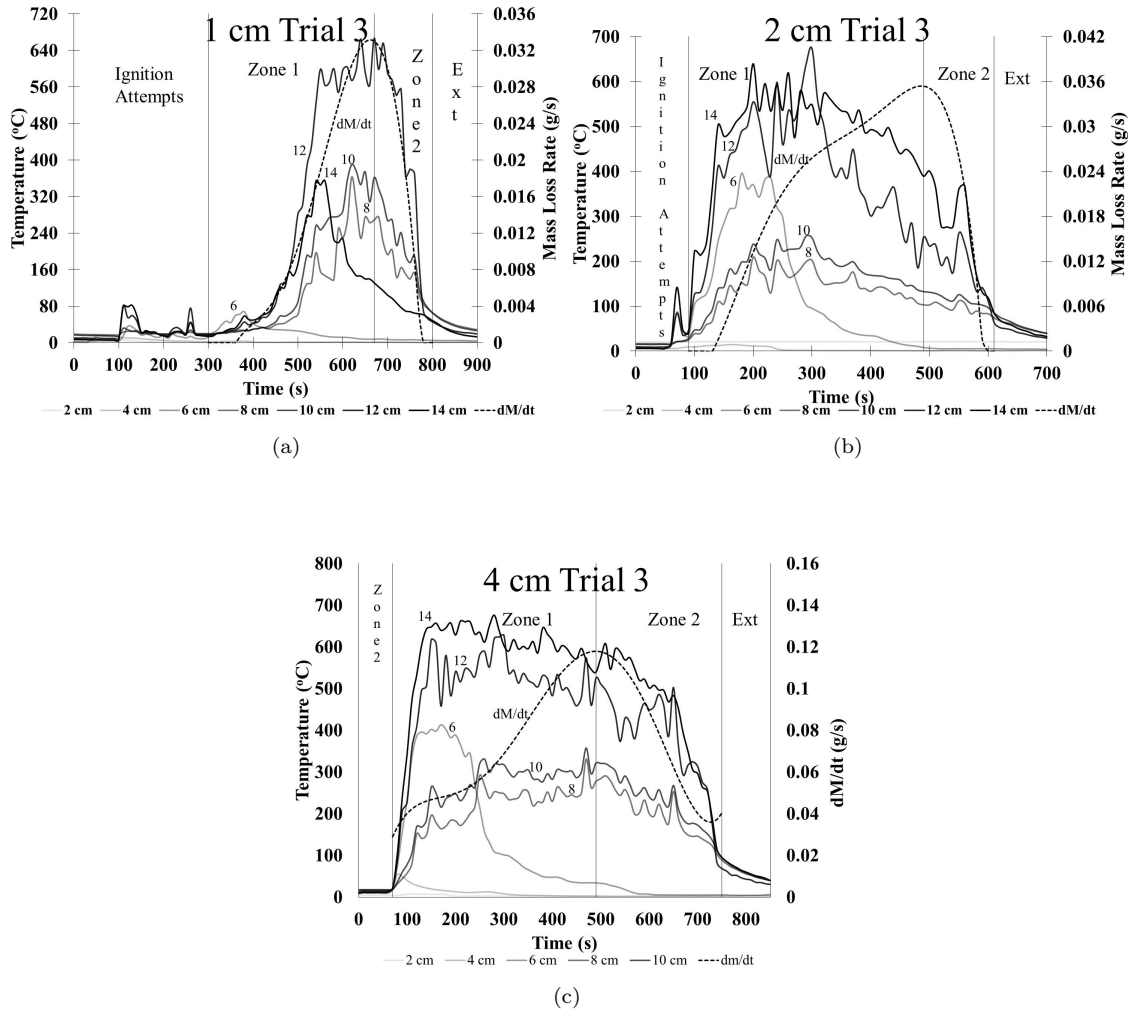 1 cm Trial 3
Temperature (ºC)
720
640
560
480
400
320
240
160
80
0
Ignition
Attempts
Zone 1
Zone2
Ext
dM/dt
12
14
10
8
6
0.036
0.032
0.028
0.024
0.020
0.016
0.012
0.008
0.004
0
Mass Loss Rate (g/s)
0 100 200 300 400 500 600 700 800 900
Time (s)
2 cm 4 cm 6 cm 8 cm 10 cm 12 cm 14 cm dM/dt
(a)
2 cm Trial 3
Temperature (ºC)
700
600
500
400
300
200
100
0
Ignition Attempts
Zone 1
Zone 2
Ext
14
12
dM/dt
6
10
8
0.042
0.036
0.030
0.024
0.018
0.012
0.006
0
Mass Loss Rate (g/s)
0 100 200 300 400 500 600 700
Time (s)
2 cm 4 cm 6 cm 8 cm 10 cm 12 cm 14 cm dM/dt
(b)
4 cm Trial 3
Temperature (ºC)
800
700
600
500
400
300
200
100
0
Zone2
Zone 1
Zone 2
Ext
14
12
6
dM/dt
10
8
0.16
0.14
0.12
0.1
0.08
0.06
0.04
0.02
0
dM/dt (g/s)
0 100 200 300 400 500 600 700 800
Time (s)
2 cm 4 cm 6 cm 8 cm 10 cm dm/dt
(c)